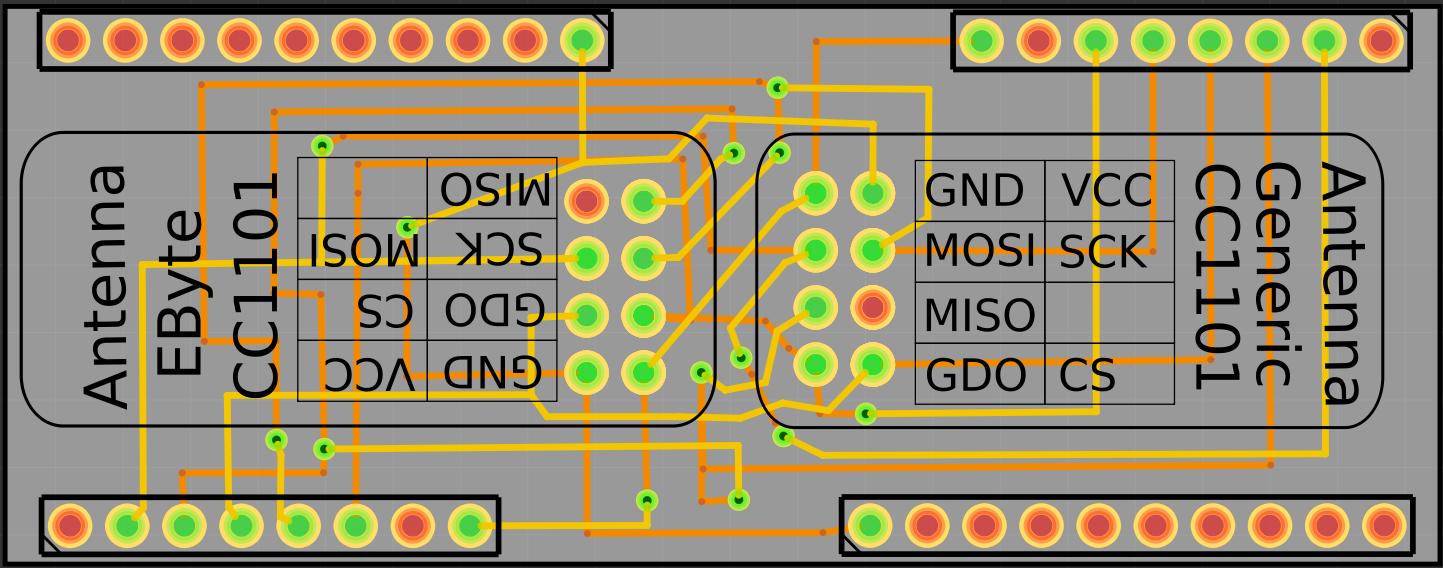 Antenna
EByte
CC1101
MISO
MOSI SCK
CS GDO
VCC GND
GND VCC
MOSI SCK
MISO
GDO CS
Antenna
Generic
CC1101